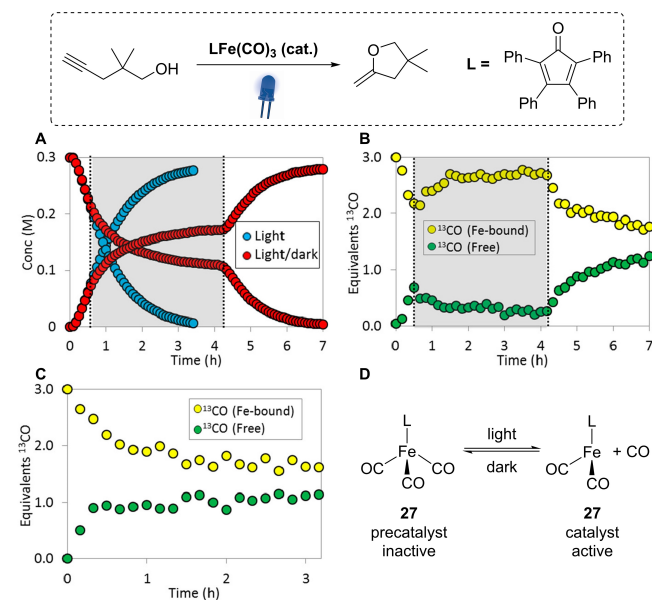 LFe(CO)₃ (cat.)
OH
O
L =
O
Ph
Ph
Ph
Ph
A
0.3
0.2
0.1
0
Conc (M)
Light
Light/dark
0 1 2 3 4 5 6 7
Time (h)
B
3.0
2.0
1.0
0.0
Equivalents ¹³CO
¹³CO (Fe-bound)
¹³CO (Free)
0 1 2 3 4 5 6 7
Time (h)
C
3.0
2.0
1.0
0.0
Equivalents ¹³CO
¹³CO (Fe-bound)
¹³CO (Free)
0 1 2 3
Time (h)
D
L
Fe
OC
CO
CO
light
dark
L
Fe
OC
CO
+ CO
27
precatalyst
inactive
27
catalyst
active